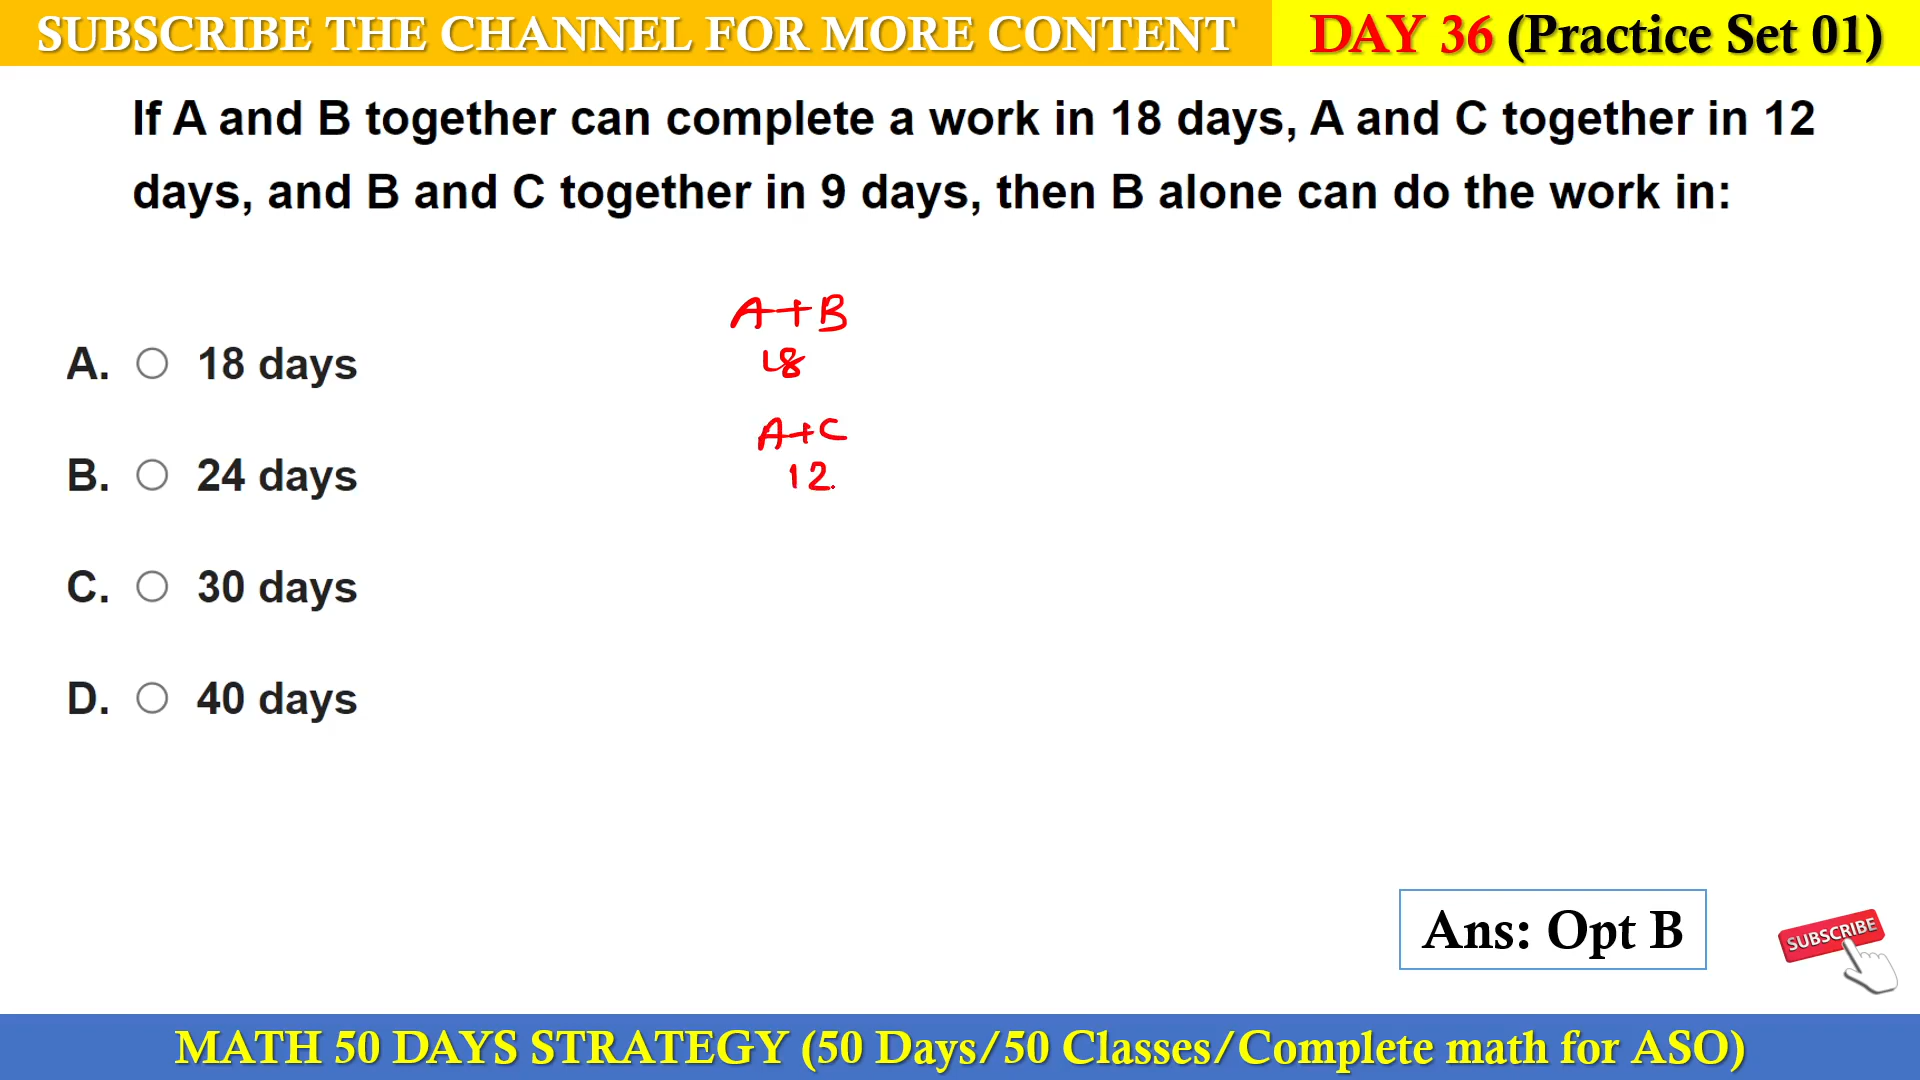 SUBSCRIBE THE CHANNEL FOR MORE CONTENT
DAY 36 (Practice Set 01)
If A and B together can complete a work in 18 days, A and C together in 12
days, and B and C together in 9 days, then B alone can do the work in:
A+B
18
A. 18 days
A+C
12.
B. 24 days
C. 30 days
D. 40 days
Ans: Opt B
SUBSCRIBE
MATH 50 DAYS STRATEGY (50 Days/50 Classes/Complete math for ASO)